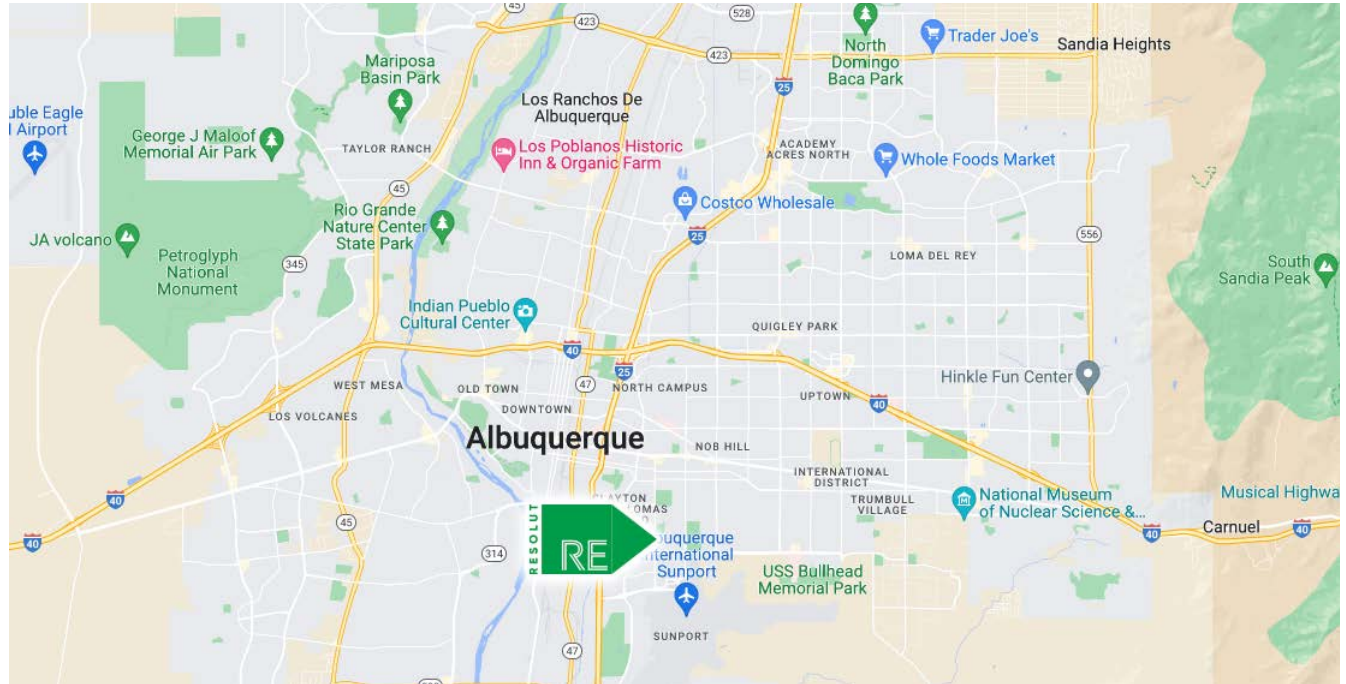 45
528
423
Trader Joe's
North
Domingo
Baca Park
423
Sandia Heights
Mariposa
Basin Park
25
Los Ranchos De
Albuquerque
uble Eagle
l Airport
George J Maloof
Memorial Air Park
TAYLOR RANCH
Los Poblanos Historic
Inn & Organic Farm
ACADEMY
ACRES NORTH
Whole Foods Market
45
Costco Wholesale
Rio Grande
Nature Center
State Park
25
556
JA volcano
Petroglyph
National
Monument
345
LOMA DEL REY
South
Sandia Peak
Indian Pueblo
Cultural Center
QUIGLEY PARK
40
25
WEST MESA
OLD TOWN
47
NORTH CAMPUS
Hinkle Fun Center
UPTOWN
40
LOS VOLCANES
DOWNTOWN
Albuquerque
NOB HILL
INTERNATIONAL
DISTRICT
TRUMBULL
VILLAGE
National Museum
of Nuclear Science &...
Musical Highwa
40
45
CLAYTON
LOMAS
Carnuel
40
40
40
314
RESOLUT
RE
buquerque
nternational
Sunport
USS Bullhead
Memorial Park
SUNPORT
47